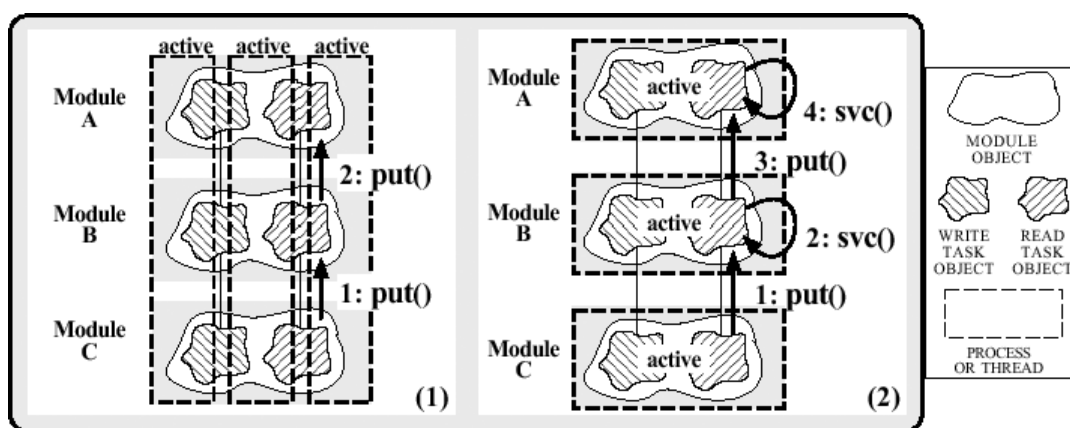 active active active
Module
A
2: put()
Module
B
1: put()
Module
C
(1)
Module
A
active
4: svc()
3: put()
Module
B
active
2: svc()
1: put()
Module
C
active
(2)
MODULE
OBJECT
WRITE
TASK
OBJECT
READ
TASK
OBJECT
PROCESS
OR THREAD